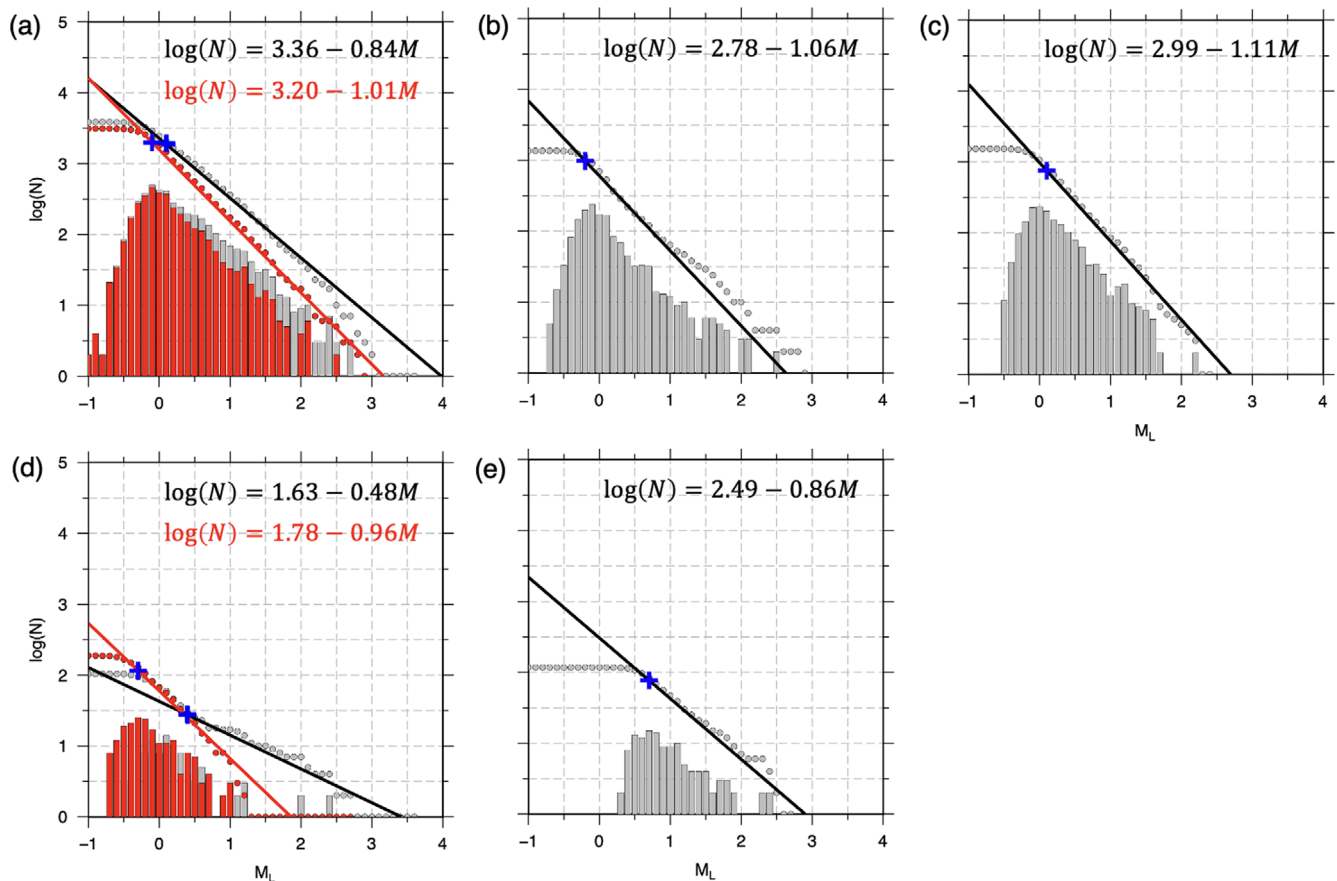 (a)
log(N) = 3.36 − 0.84M
log(N) = 3.20 − 1.01M
log(N)
5
4
3
2
1
0
−1 0 1 2 3 4
(b)
log(N) = 2.78 − 1.06M
−1 0 1 2 3 4
(c)
log(N) = 2.99 − 1.11M
−1 0 1 2 3 4
M_L
(d)
log(N) = 1.63 − 0.48M
log(N) = 1.78 − 0.96M
log(N)
5
4
3
2
1
0
−1 0 1 2 3 4
M_L
(e)
log(N) = 2.49 − 0.86M
−1 0 1 2 3 4
M_L